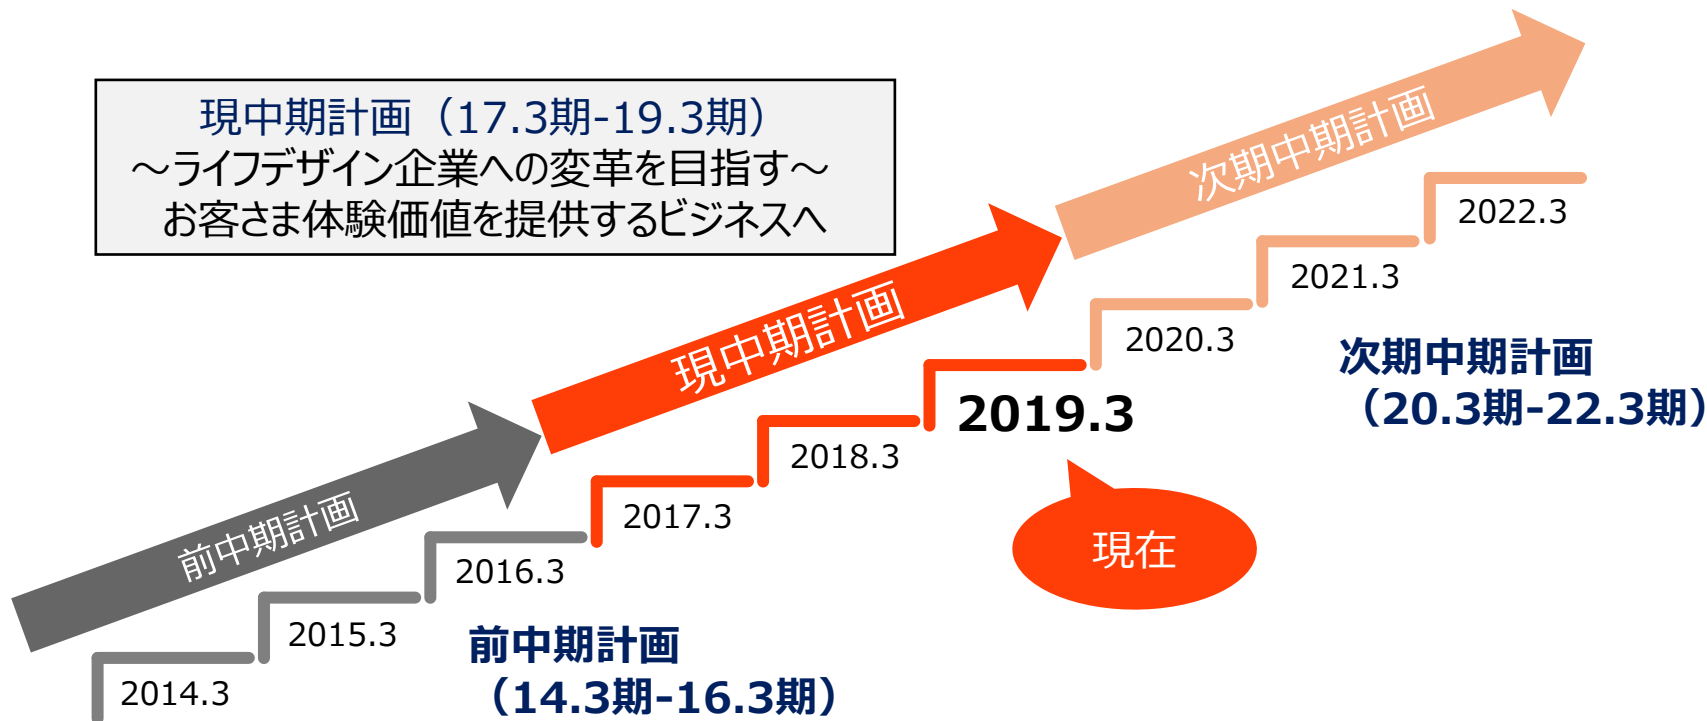 現中期計画（17.3期-19.3期）
～ライフデザイン企業への変革を目指す～
お客さま体験価値を提供するビジネスへ
次期中期計画
2022.3
2021.3
2020.3
次期中期計画
（20.3期-22.3期）
現中期計画
2019.3
2018.3
2017.3
現在
前中期計画
2016.3
2015.3
2014.3
前中期計画
（14.3期-16.3期）